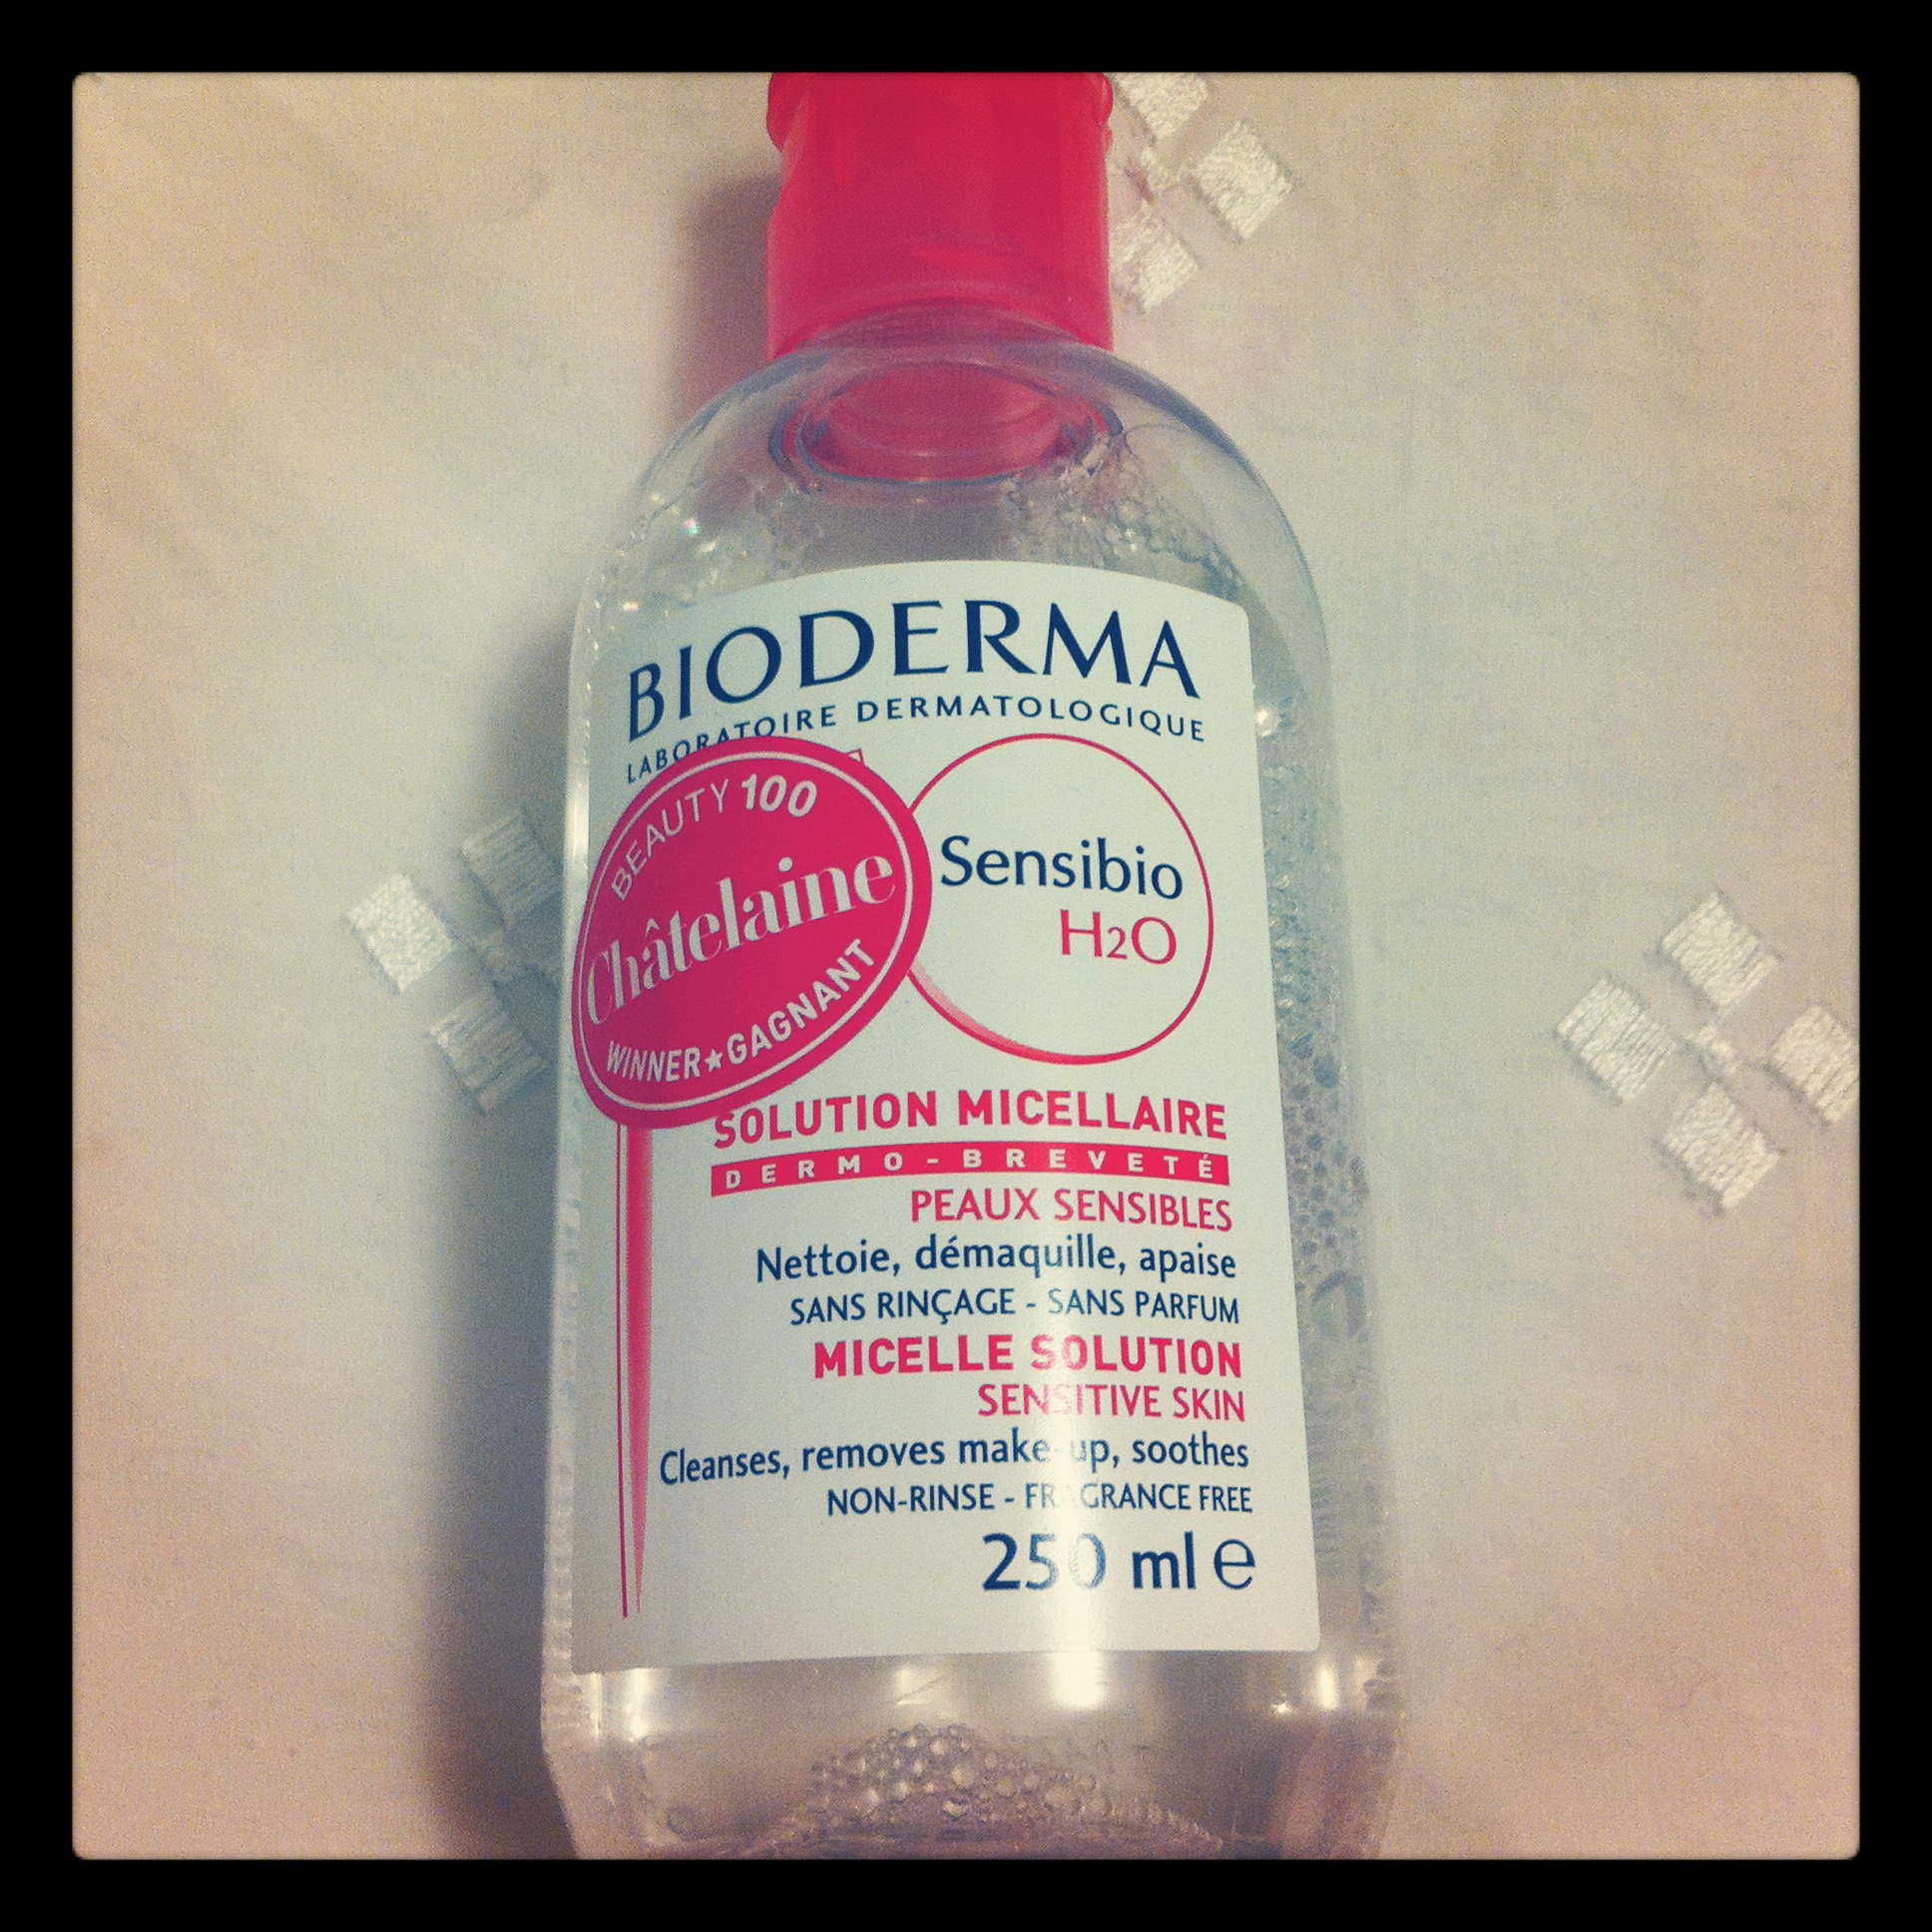 BIODERMA
LABORATOIRE DERMATOLOGIQUE
BEAUTY 100
Châtelaine
WINNER★GAGNANT
Sensibio
H2O
SOLUTION MICELLAIRE
DERMO-BREVETÉ
PEAUX SENSIBLES
Nettoie, démaquille, apaise
SANS RINÇAGE - SANS PARFUM
MICELLE SOLUTION
SENSITIVE SKIN
Cleanses, removes make-up, soothes
NON-RINSE - FRAGRANCE FREE
250 ml e